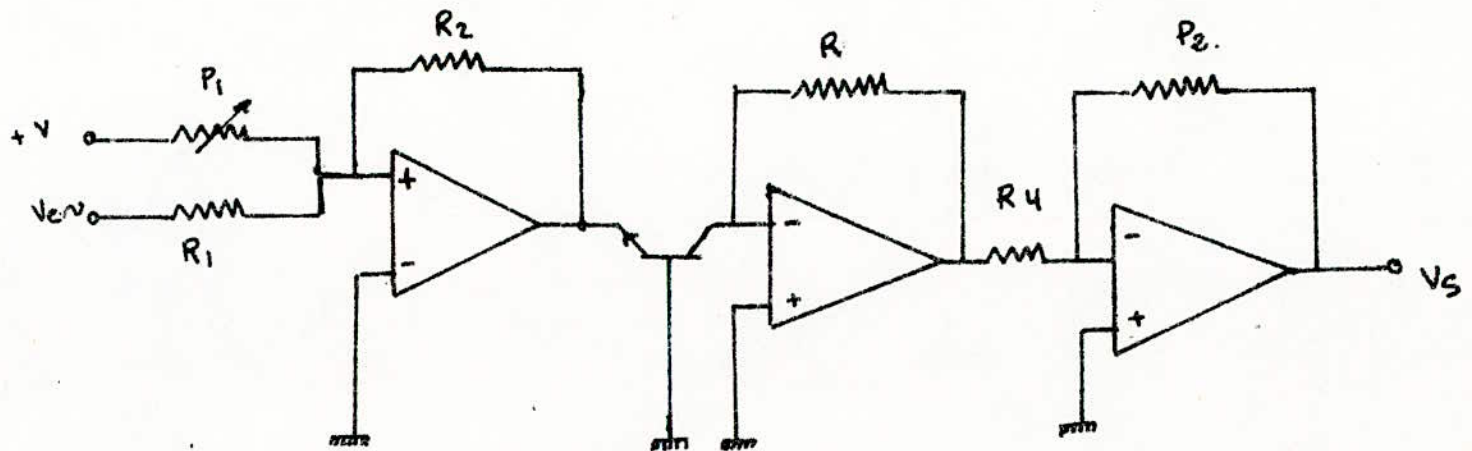 R2
R
P2.
P1
+V
+
-
R4
-
Ve~
R1
-
+
+
VS